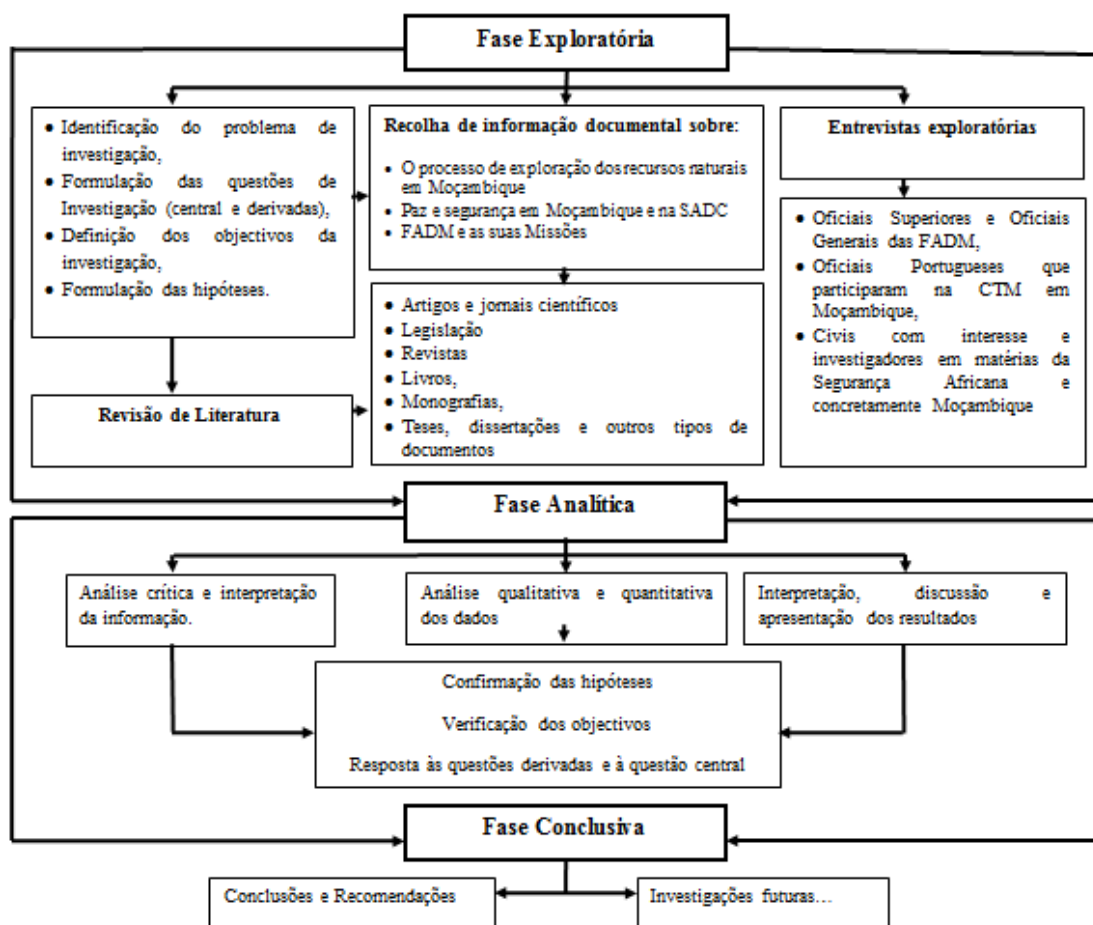 Fase Exploratória
• Identificação do problema de
investigação,
• Formulação das questões de
Investigação (central e derivadas),
• Definição dos objectivos da
investigação,
• Formulação das hipóteses.
Revisão de Literatura
Recolha de informação documental sobre:
• O processo de exploração dos recursos naturais
em Moçambique
• Paz e segurança em Moçambique e na SADC
• FADM e as suas Missões
• Artigos e jornais científicos
• Legislação
• Revistas
• Livros,
• Monografias,
• Teses, dissertações e outros tipos de
documentos
Entrevistas exploratórias
• Oficiais Superiores e Oficiais
Generais das FADM,
• Oficiais Portugueses que
participaram na CTM em
Moçambique,
• Civis com interesse e
investigadores em matérias da
Segurança Africana e
concretamente Moçambique
Fase Analítica
Análise crítica e interpretação
da informação.
Análise qualitativa e quantitativa
dos dados
Interpretação, discussão e
apresentação dos resultados
Confirmação das hipóteses
Verificação dos objectivos
Resposta às questões derivadas e à questão central
Fase Conclusiva
Conclusões e Recomendações
Investigações futuras…